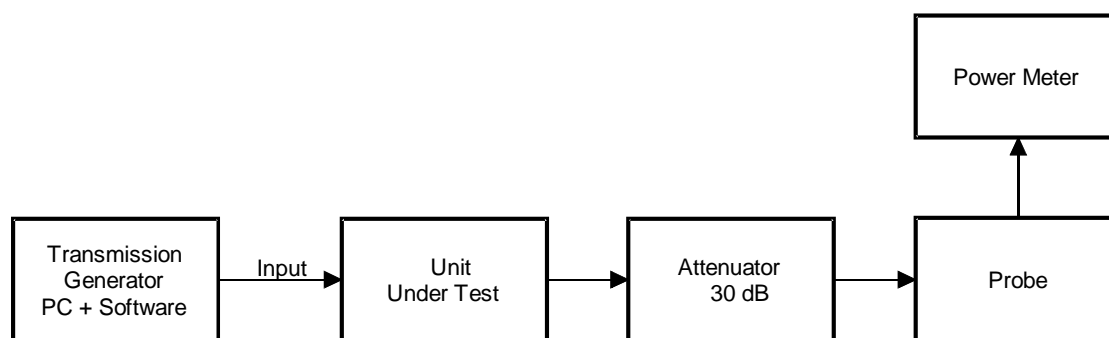 Power Meter
Transmission
Generator
PC + Software
Input
Unit
Under Test
Attenuator
30 dB
Probe